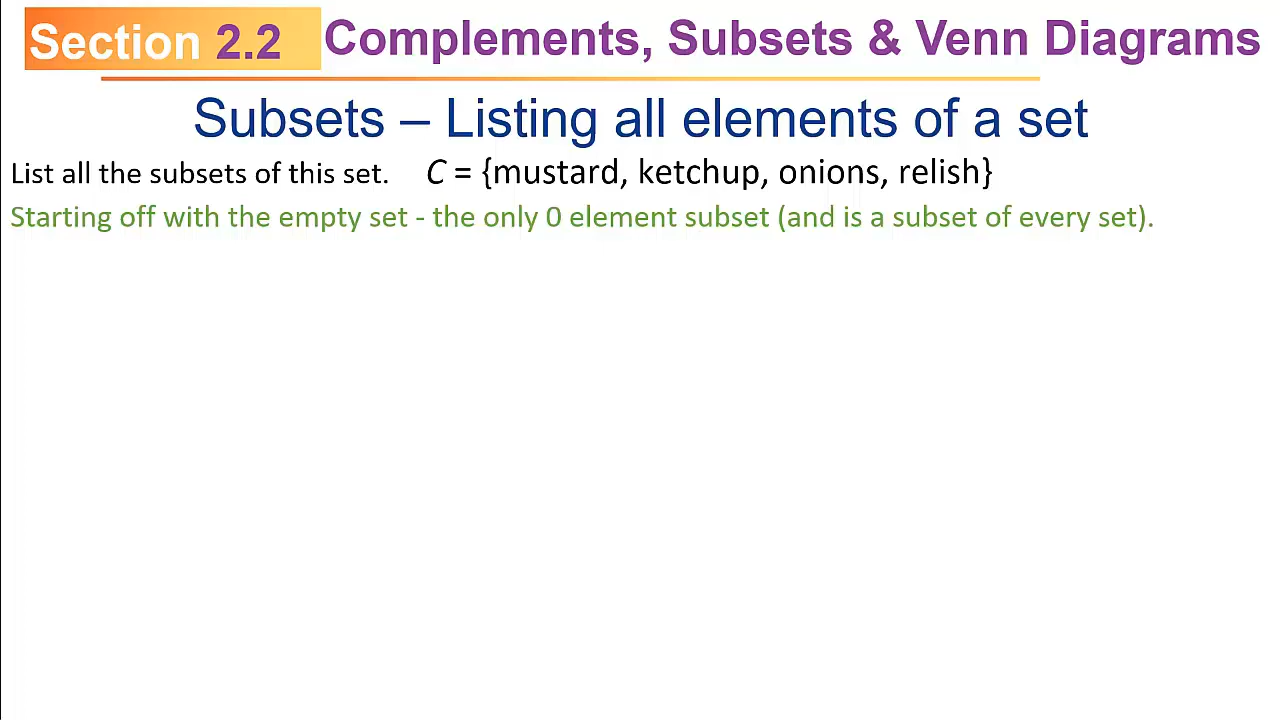 Section 2.2 Complements, Subsets & Venn Diagrams
Subsets – Listing all elements of a set
List all the subsets of this set. C = {mustard, ketchup, onions, relish}
Starting off with the empty set - the only 0 element subset (and is a subset of every set).